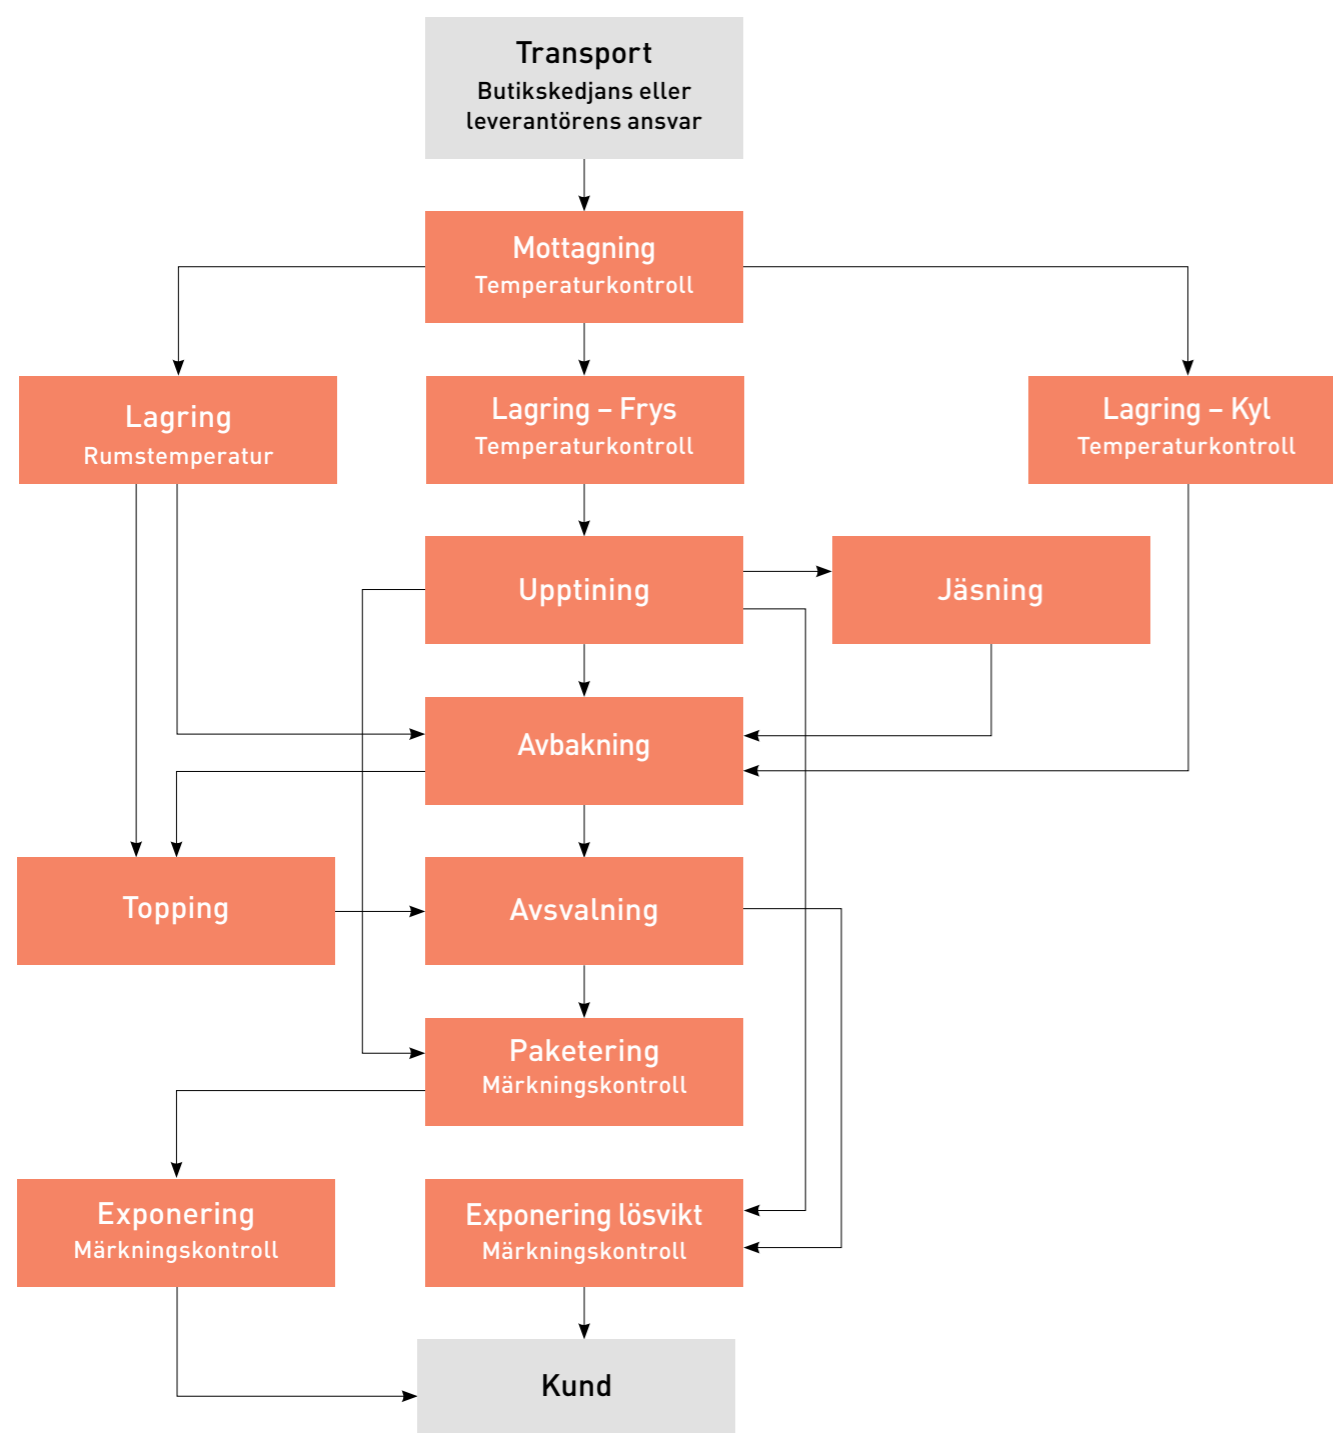 Transport
Butikskedjans eller
leverantörens ansvar
Mottagning
Temperaturkontroll
Lagring
Rumstemperatur
Lagring – Frys
Temperaturkontroll
Lagring – Kyl
Temperaturkontroll
Upptining
Jäsning
Avbakning
Topping
Avsvalning
Paketering
Märkningskontroll
Exponering
Märkningskontroll
Exponering lösvikt
Märkningskontroll
Kund